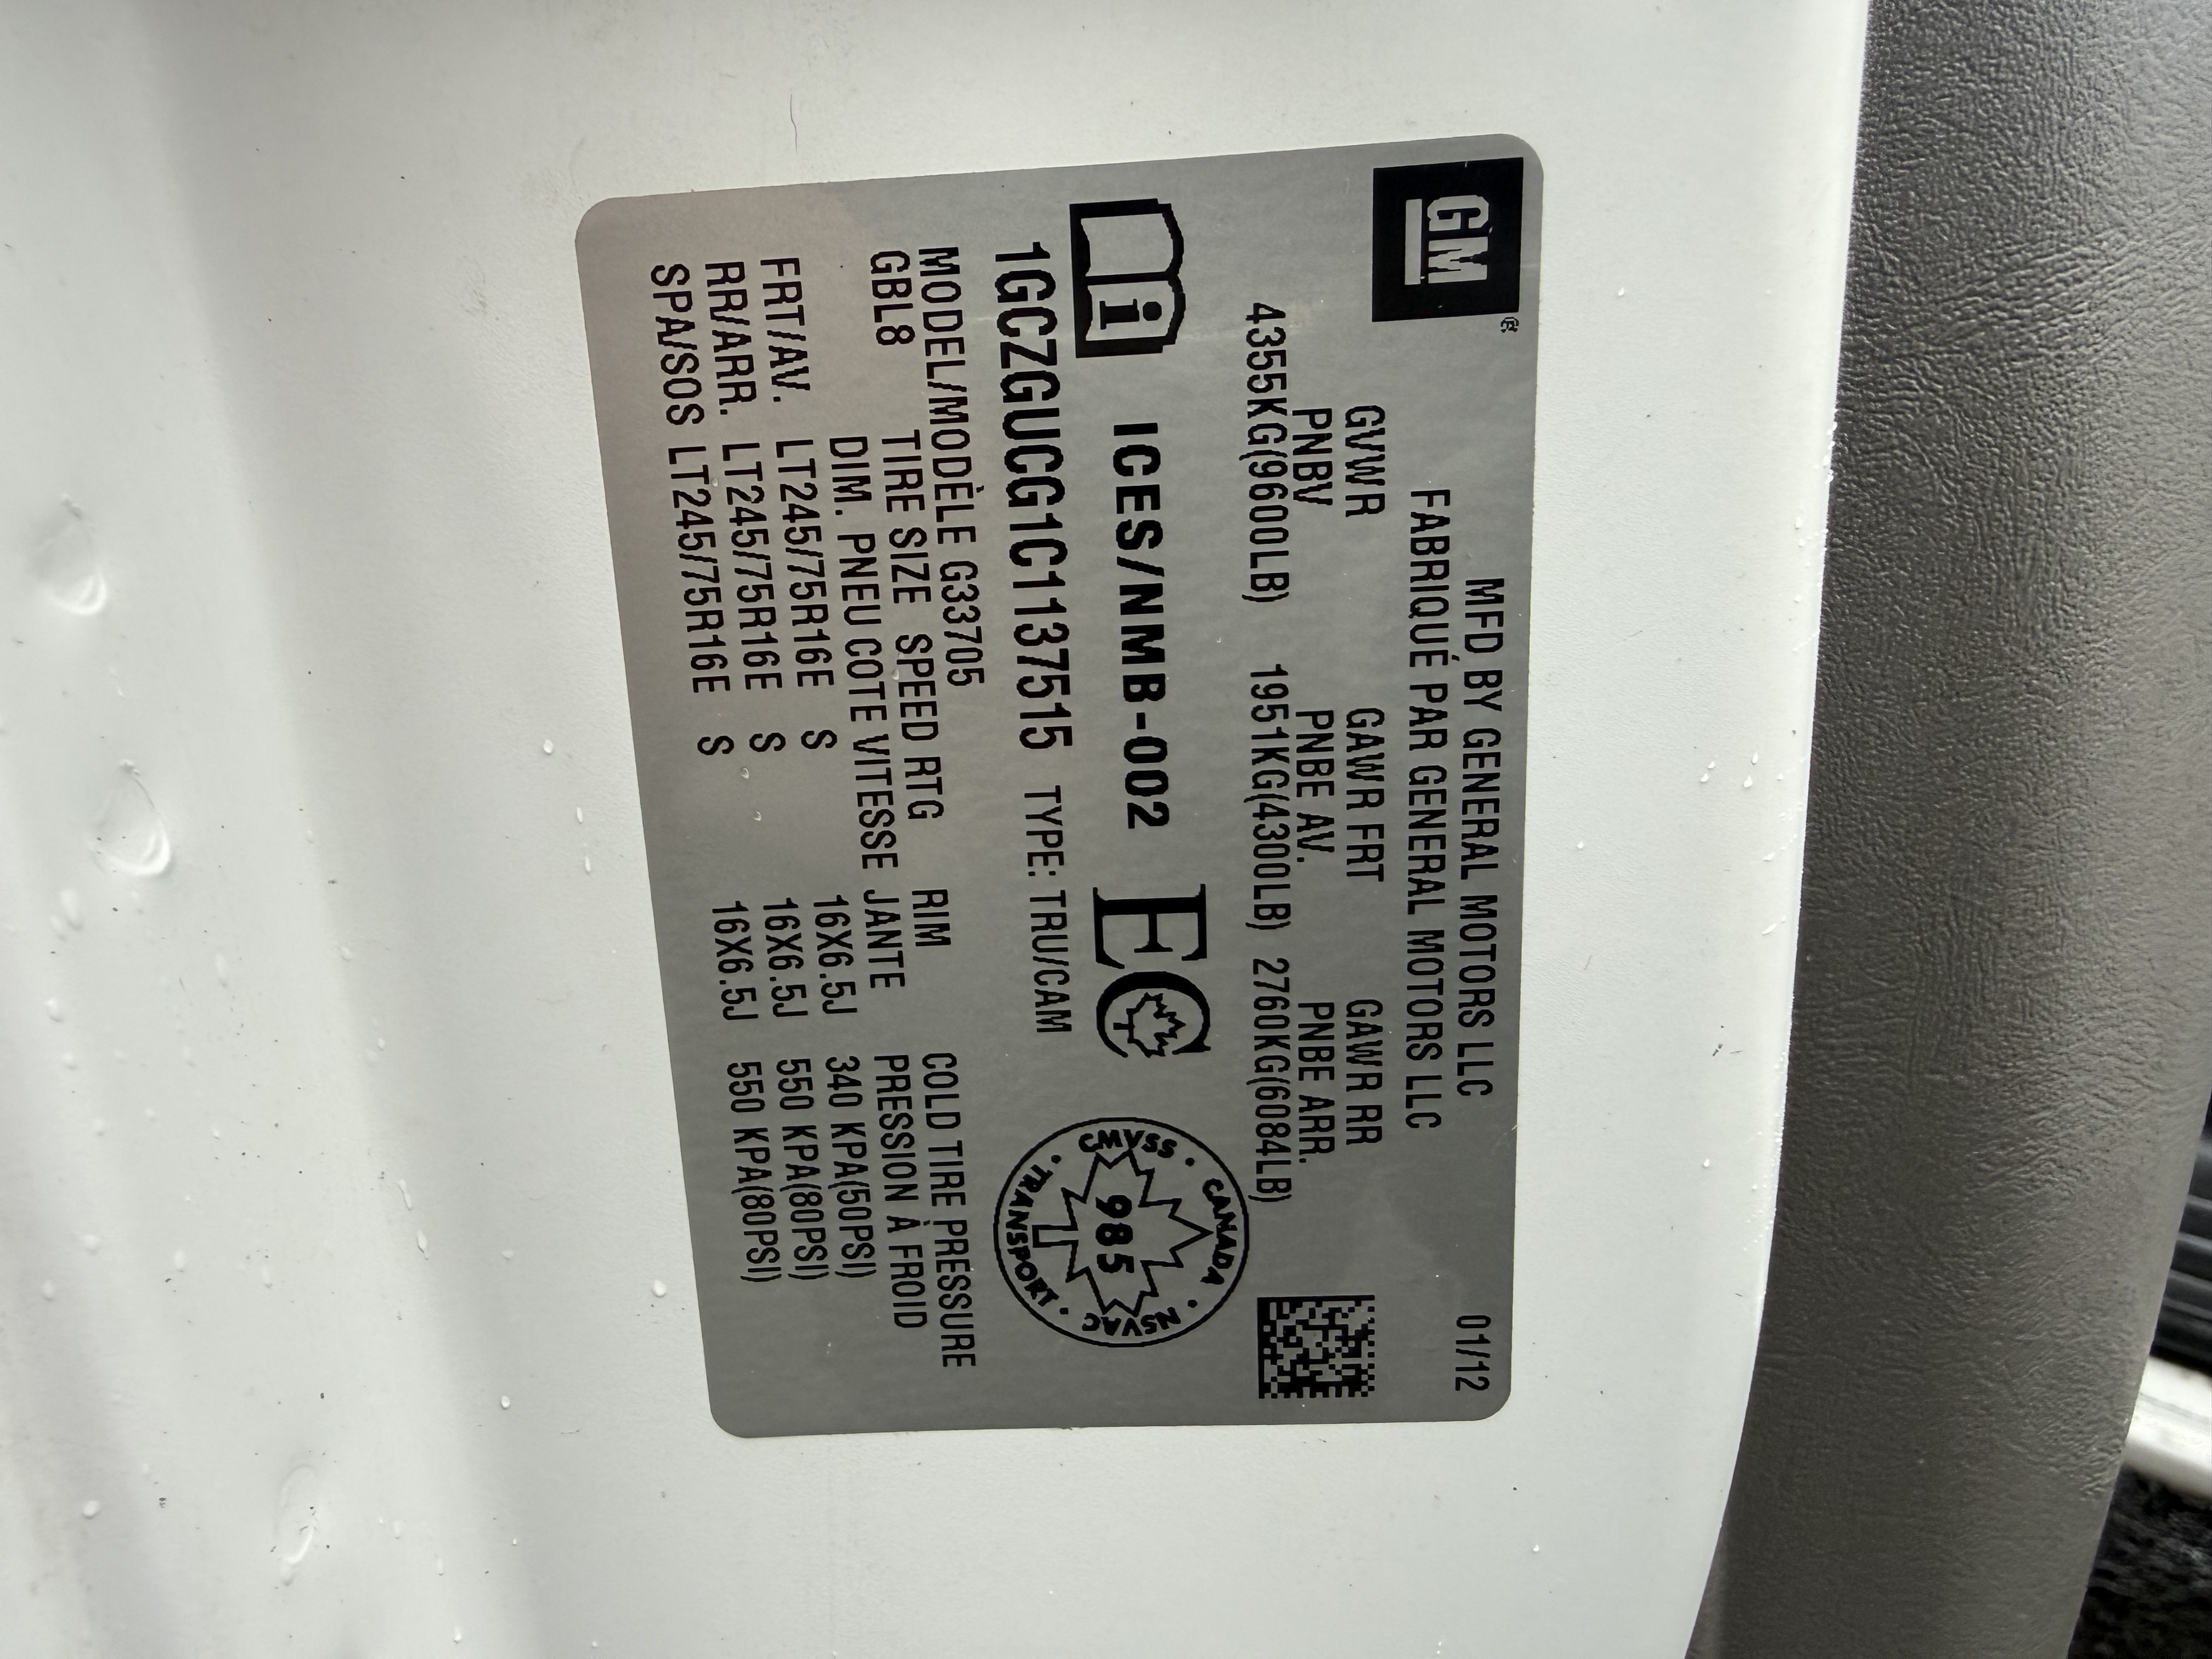 GM®
MFD BY GENERAL MOTORS LLC 01/12
FABRIQUÉ PAR GENERAL MOTORS LLC
GVWR GAWR FRT GAWR RR
PNBV PNBE AV. PNBE ARR.
4355KG(9600LB) 1951KG(4300LB) 2760KG(6084LB)
i ICES/NMB-002 EC
CANADA · NSVAC · TRANSPORT · CMVSS ·
985
1GCZGUCG1C1137515 TYPE: TRU/CAM
MODEL/MODÈLE G33705
GBL8 TIRE SIZE SPEED RTG RIM COLD TIRE PRESSURE
DIM. PNEU COTE VITESSE JANTE PRESSION À FROID
FRT/AV. LT245/75R16E S 16X6.5J 340 KPA(50PSI)
RR/ARR. LT245/75R16E S 16X6.5J 550 KPA(80PSI)
SPA/SOS LT245/75R16E S 16X6.5J 550 KPA(80PSI)